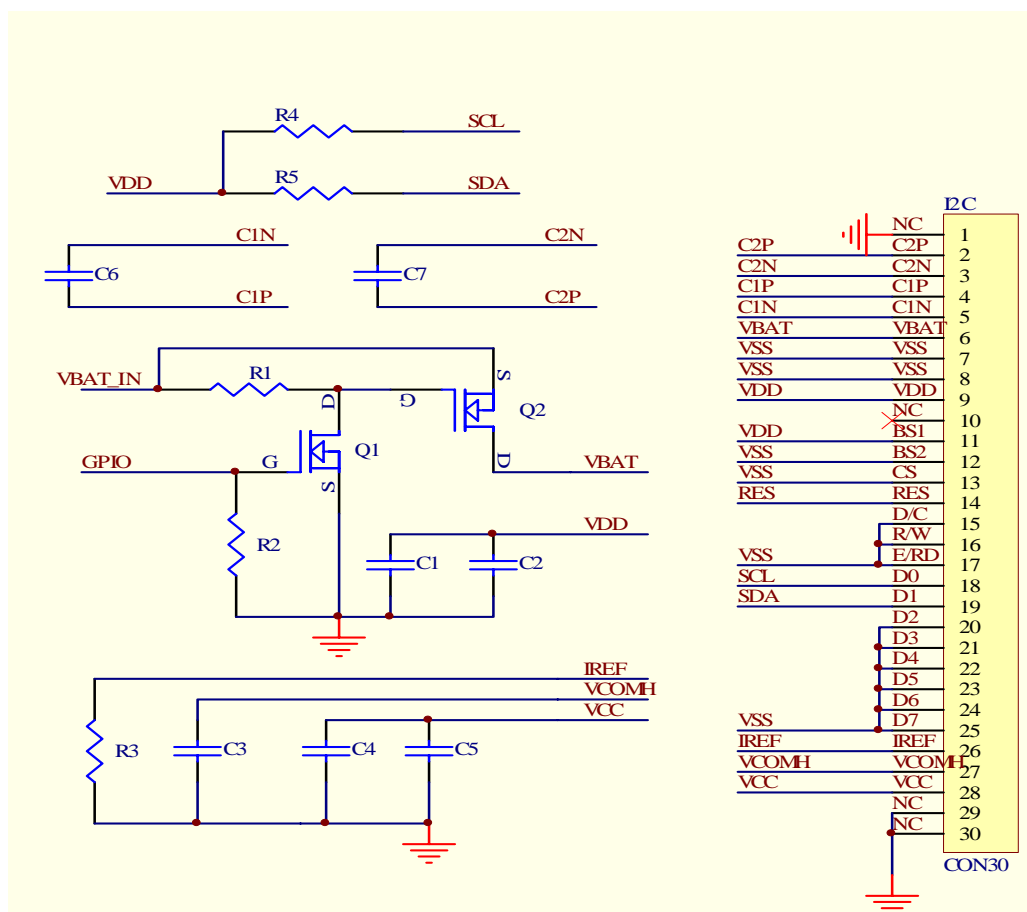 R4
SCL
VDD
R5
SDA
C1N
C2N
C6
C7
C1P
C2P
VBAT_IN
R1
D
G
S
Q2
D
VBAT
GPIO
G
Q1
S
R2
VDD
C1
C2
IREF
VCOMH
VCC
R3
C3
C4
C5
I2C
NC 1
C2P C2P 2
C2N C2N 3
C1P C1P 4
C1N C1N 5
VBAT VBAT 6
VSS VSS 7
VSS VSS 8
VDD VDD 9
NC 10
VDD BS1 11
VSS BS2 12
VSS CS 13
RES RES 14
D/C 15
R/W 16
VSS E/RD 17
SCL D0 18
SDA D1 19
D2 20
D3 21
D4 22
D5 23
D6 24
VSS D7 25
IREF IREF 26
VCOMH VCOMH 27
VCC VCC 28
NC 29
NC 30
CON30